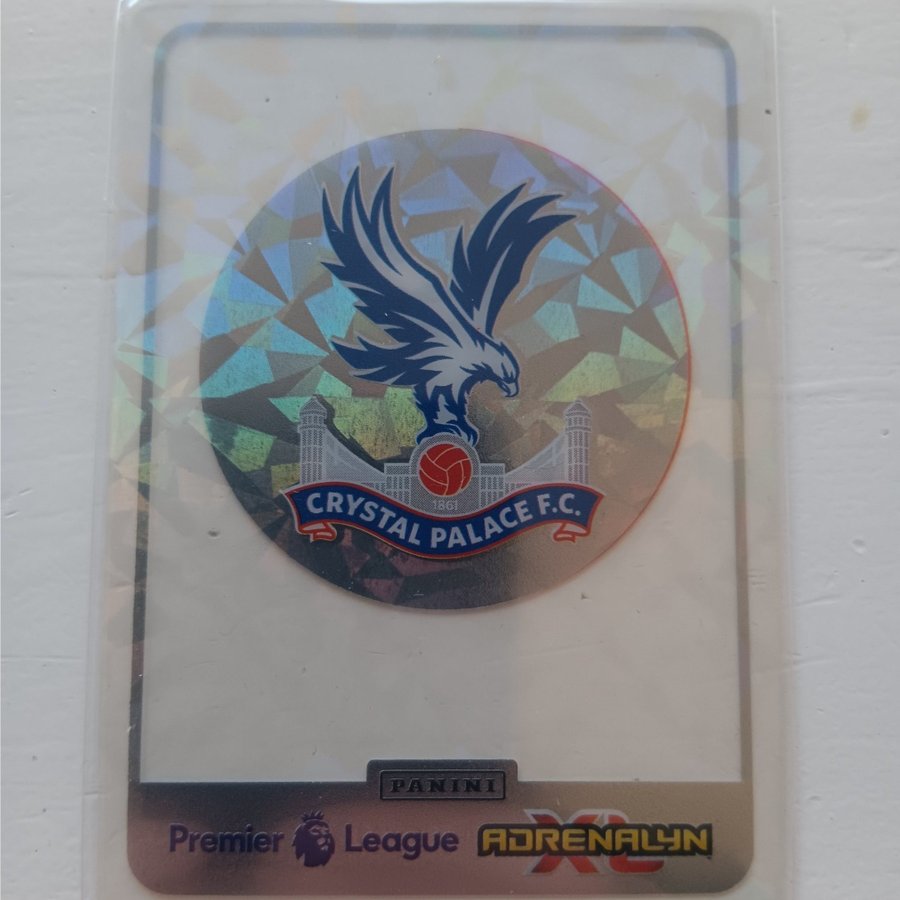 1861
CRYSTAL PALACE F.C.
PANINI
Premier League ADRENALYN XL